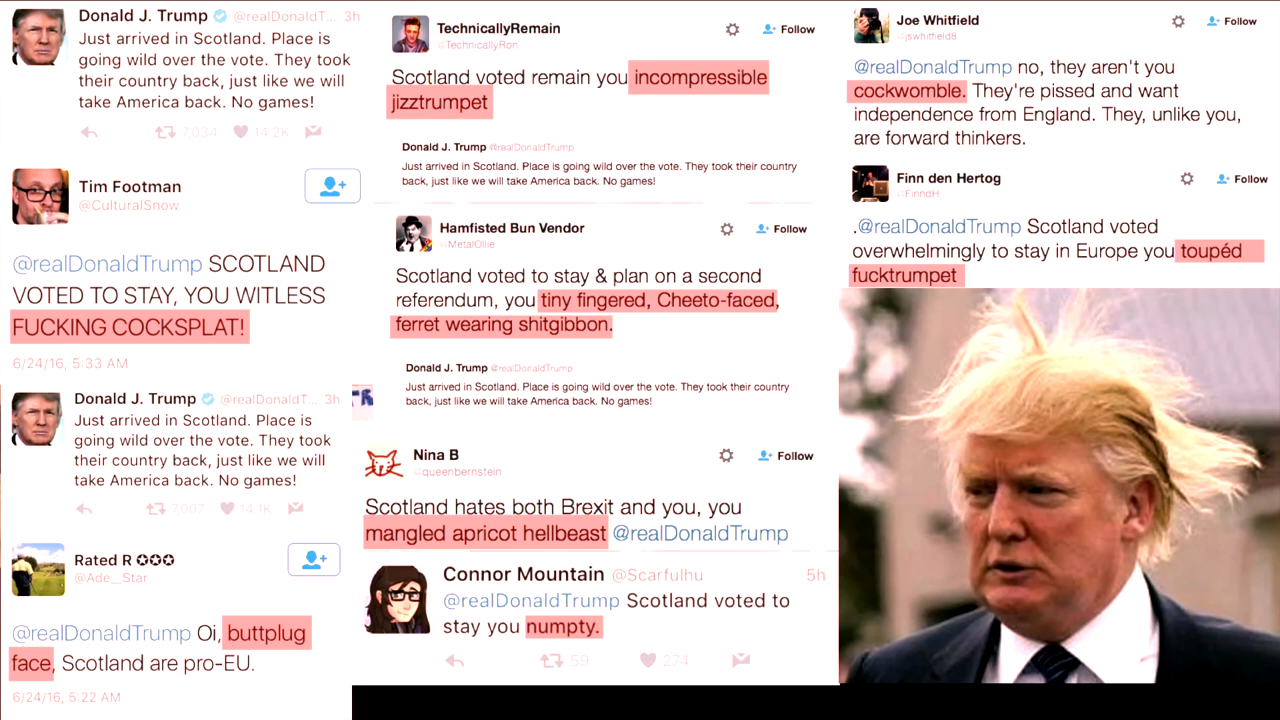 Donald J. Trump @realDonaldT... 3h
Just arrived in Scotland. Place is
going wild over the vote. They took
their country back, just like we will
take America back. No games!
7,034 14.2K
Tim Footman
@CulturalSnow
@realDonaldTrump SCOTLAND
VOTED TO STAY, YOU WITLESS
FUCKING COCKSPLAT!
6/24/16, 5:33 AM
Donald J. Trump @realDonaldT... 3h
Just arrived in Scotland. Place is
going wild over the vote. They took
their country back, just like we will
take America back. No games!
7,007 14.1K
Rated R ✪✪✪
@Ade__Star
@realDonaldTrump Oi, buttplug
face, Scotland are pro-EU.
6/24/16, 5:22 AM
TechnicallyRemain
@TechnicallyRon
Follow
Scotland voted remain you incompressible
jizztrumpet
Donald J. Trump @realDonaldTrump
Just arrived in Scotland. Place is going wild over the vote. They took their country
back, just like we will take America back. No games!
Hamfisted Bun Vendor
@MetalOllie
Follow
Scotland voted to stay & plan on a second
referendum, you tiny fingered, Cheeto-faced,
ferret wearing shitgibbon.
Donald J. Trump @realDonaldTrump
Just arrived in Scotland. Place is going wild over the vote. They took their country
back, just like we will take America back. No games!
Nina B
@queenbernstein
Follow
Scotland hates both Brexit and you, you
mangled apricot hellbeast @realDonaldTrump
Connor Mountain @Scarfulhu 5h
@realDonaldTrump Scotland voted to
stay you numpty.
59 274
Joe Whitfield
@jswhitfield8
Follow
@realDonaldTrump no, they aren't you
cockwomble. They're pissed and want
independence from England. They, unlike you,
are forward thinkers.
Finn den Hertog
@FinndH
Follow
.@realDonaldTrump Scotland voted
overwhelmingly to stay in Europe you toupéd
fucktrumpet